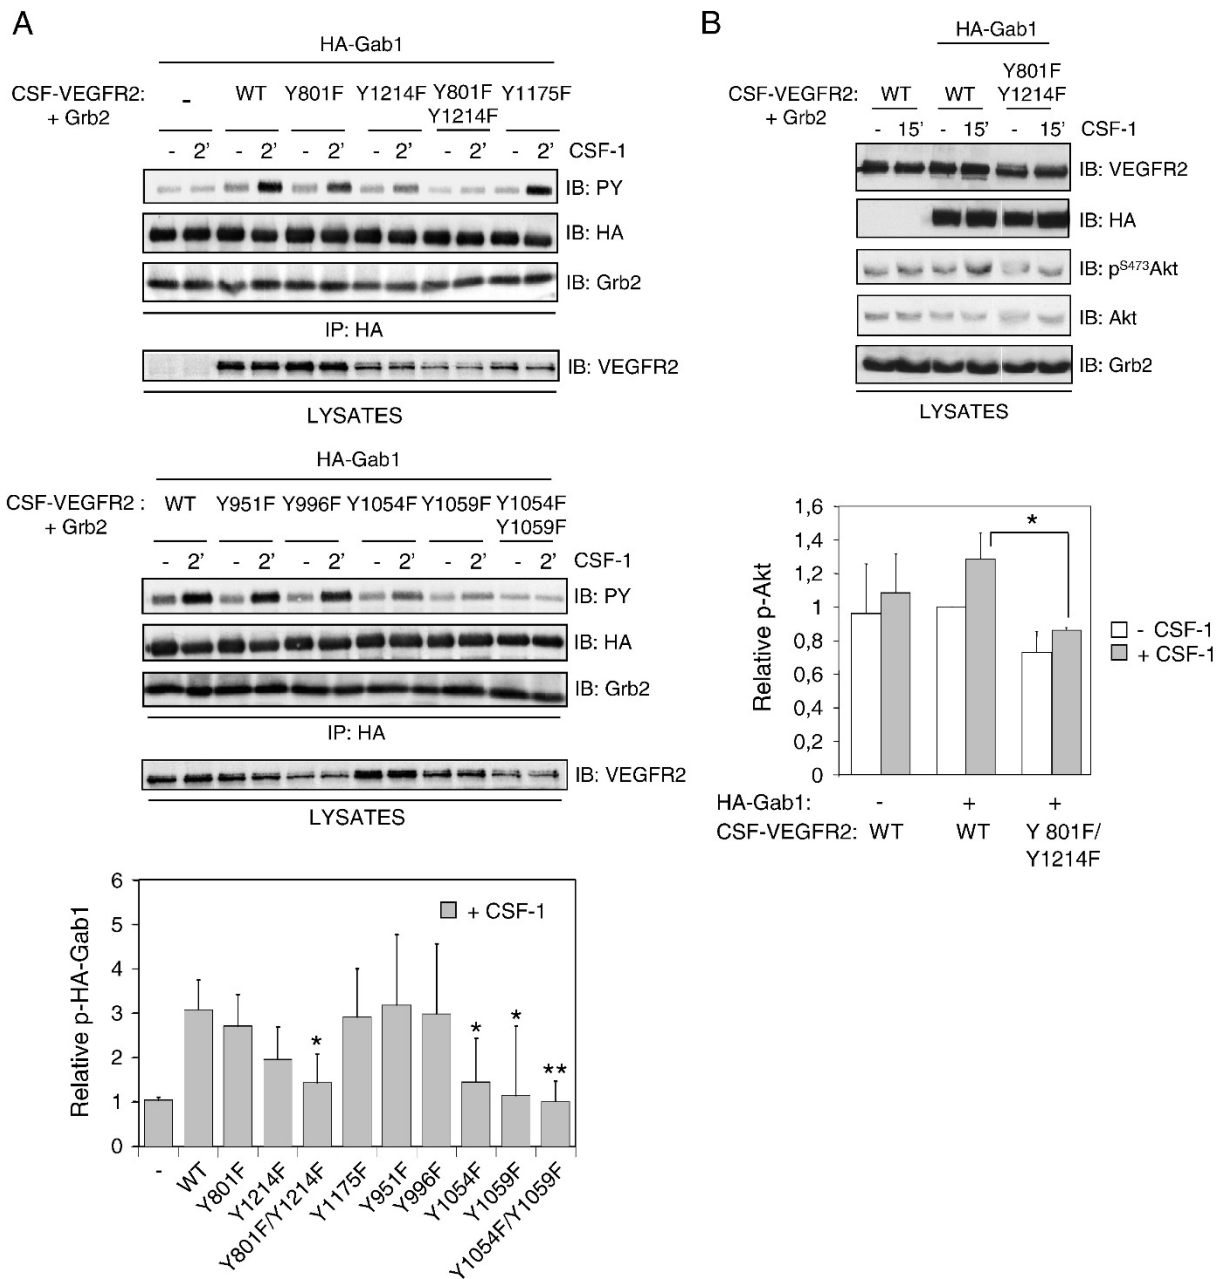 A
HA-Gab1
CSF-VEGFR2: - WT Y801F Y1214F Y801F Y1175F
+ Grb2 Y1214F
- 2’ - 2’ - 2’ - 2’ - 2’ - 2’ CSF-1
IB: PY
IB: HA
IB: Grb2
IP: HA
IB: VEGFR2
LYSATES
HA-Gab1
CSF-VEGFR2 : WT Y951F Y996F Y1054F Y1059F Y1054F
+ Grb2 Y1059F
- 2’ - 2’ - 2’ - 2’ - 2’ - 2’ CSF-1
IB: PY
IB: HA
IB: Grb2
IP: HA
IB: VEGFR2
LYSATES
Relative p-HA-Gab1
6
5
4
3
2
1
0
+ CSF-1
* * * **
- WT Y801F Y1214F Y801F/Y1214F Y1175F Y951F Y996F Y1054F Y1059F Y1054F/Y1059F
B
HA-Gab1
Y801F
CSF-VEGFR2: WT WT Y1214F
+ Grb2
- 15’ - 15’ - 15’ CSF-1
IB: VEGFR2
IB: HA
IB: pS473Akt
IB: Akt
IB: Grb2
LYSATES
Relative p-Akt
1,6
1,4
1,2
1
0,8
0,6
0,4
0,2
0
*
- CSF-1
+ CSF-1
HA-Gab1: - + +
CSF-VEGFR2: WT WT Y 801F/
Y1214F